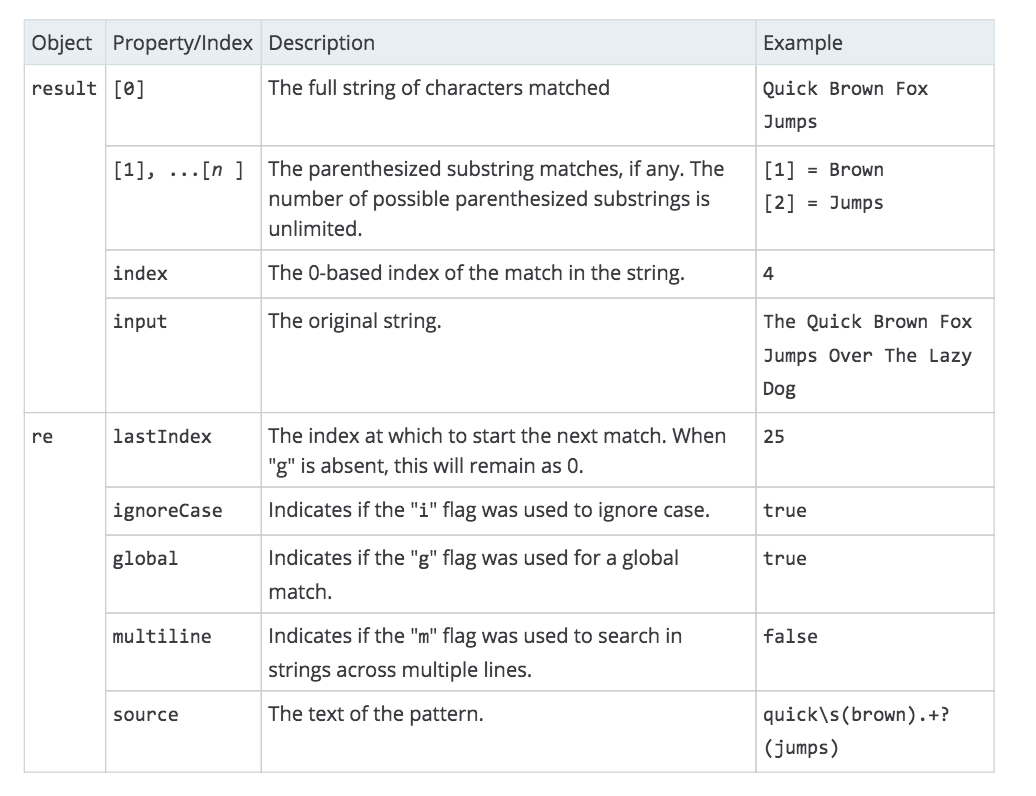 Object Property/Index Description Example
result [0] The full string of characters matched Quick Brown Fox
Jumps
[1], ...[n ] The parenthesized substring matches, if any. The [1] = Brown
number of possible parenthesized substrings is [2] = Jumps
unlimited.
index The 0-based index of the match in the string. 4
input The original string. The Quick Brown Fox
Jumps Over The Lazy
Dog
re lastIndex The index at which to start the next match. When 25
"g" is absent, this will remain as 0.
ignoreCase Indicates if the "i" flag was used to ignore case. true
global Indicates if the "g" flag was used for a global true
match.
multiline Indicates if the "m" flag was used to search in false
strings across multiple lines.
source The text of the pattern. quick\s(brown).+?
(jumps)